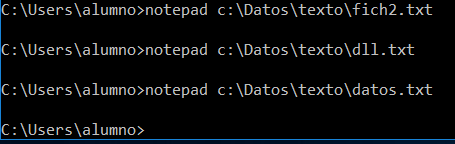 C:\Users\alumno>notepad c:\Datos\texto\fich2.txt
C:\Users\alumno>notepad c:\Datos\texto\dll.txt
C:\Users\alumno>notepad c:\Datos\texto\datos.txt
C:\Users\alumno>